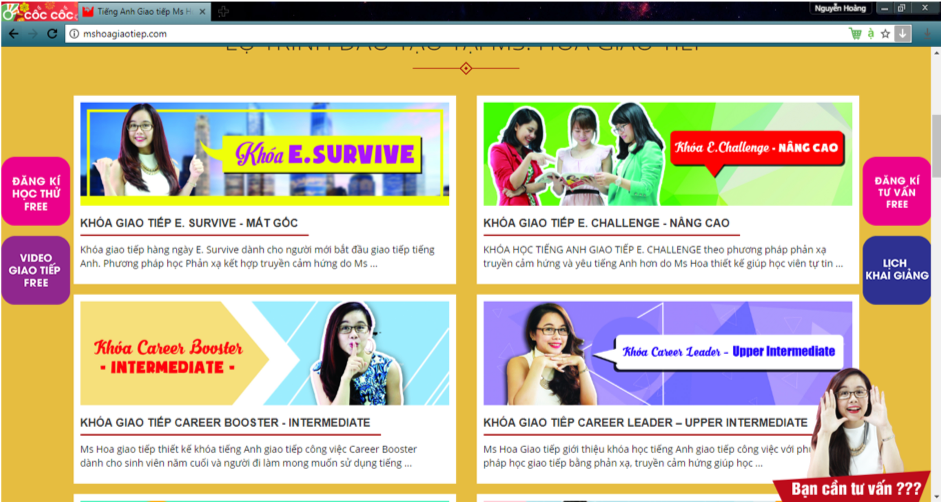 CỐC CỐC
Tiếng Anh Giao tiếp Ms H
Nguyễn Hoàng
mshoagiaotiep.com
LỘ TRÌNH ĐÀO TẠO TẠI MS. HOA GIAO TIẾP
ĐĂNG KÍ
HỌC THỬ
FREE
VIDEO
GIAO TIẾP
FREE
Khóa E.SURVIVE
KHÓA GIAO TIẾP E. SURVIVE - MẤT GỐC
Khóa giao tiếp hàng ngày E. Survive dành cho người mới bắt đầu giao tiếp tiếng
Anh. Phương pháp học Phản xạ kết hợp truyền cảm hứng do Ms ...
Khóa E.Challenge - NÂNG CAO
KHÓA GIAO TIẾP E. CHALLENGE - NÂNG CAO
KHÓA HỌC TIẾNG ANH GIAO TIẾP E. CHALLENGE theo phương pháp phản xạ
truyền cảm hứng và yêu tiếng Anh hơn do Ms Hoa thiết kế giúp học viên tự tin ...
ĐĂNG KÍ
TƯ VẤN
FREE
LỊCH
KHAI GIẢNG
Khóa Career Booster
- INTERMEDIATE -
KHÓA GIAO TIẾP CAREER BOOSTER - INTERMEDIATE
Ms Hoa giao tiếp thiết kế khóa tiếng Anh giao tiếp công việc Career Booster
dành cho sinh viên năm cuối và người đi làm mong muốn sử dụng tiếng ...
Khóa Career Leader – Upper Intermediate
KHÓA GIAO TIẾP CAREER LEADER – UPPER INTERMEDIATE
Ms Hoa Giao tiếp giới thiệu khóa học tiếng Anh giao tiếp công việc với
pháp học giao tiếp bằng phản xạ, truyền cảm hứng giúp học ...
Bạn cần tư vấn ???